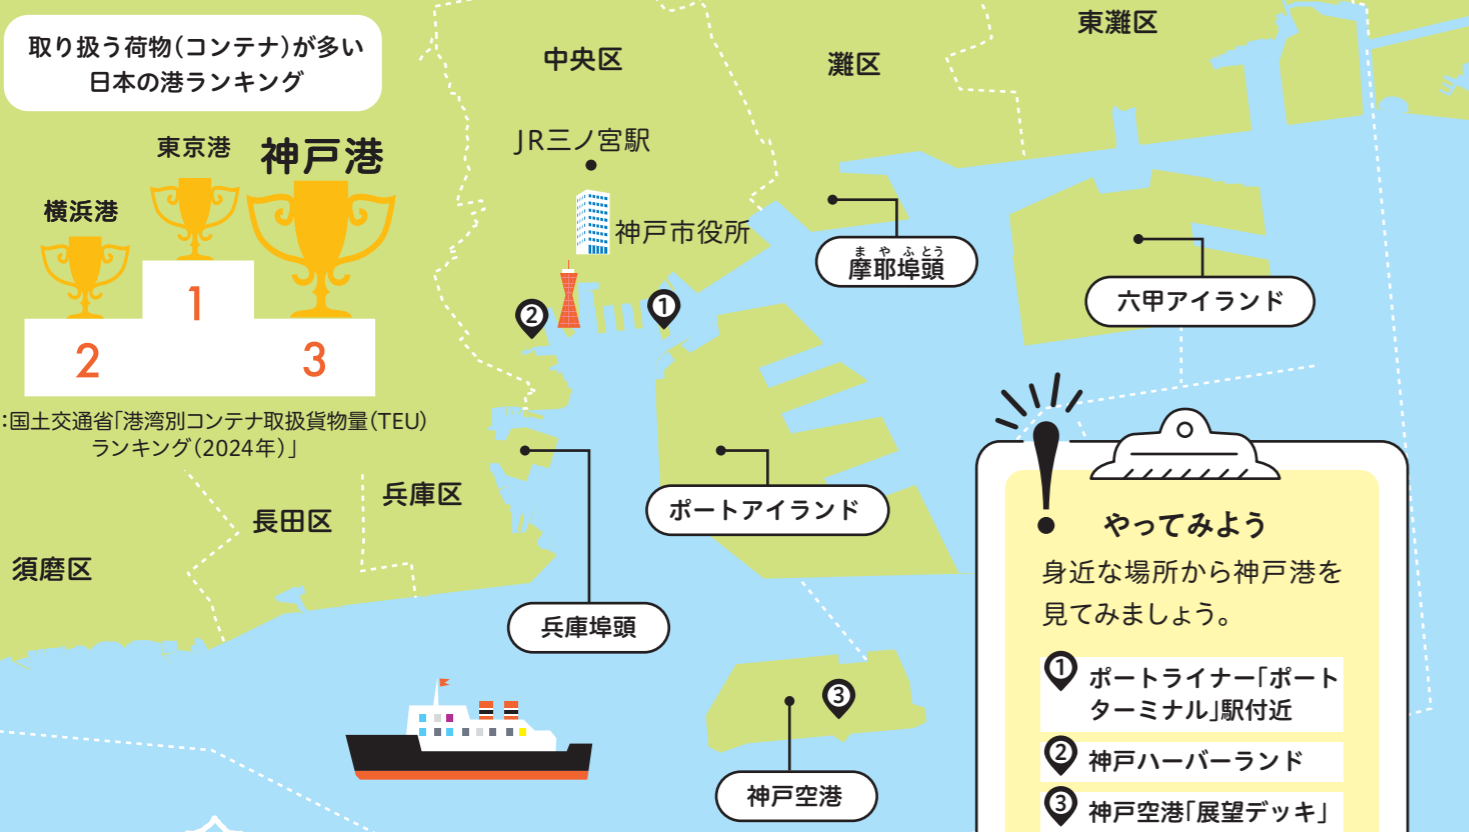 取り扱う荷物(コンテナ)が多い
日本の港ランキング
東京港
神戸港
横浜港
1
2
3
:国土交通省「港湾別コンテナ取扱貨物量(TEU)
ランキング(2024年)」
中央区
灘区
東灘区
JR三ノ宮駅
神戸市役所
まやふとう
摩耶埠頭
六甲アイランド
2
1
ポートアイランド
兵庫区
長田区
須磨区
兵庫埠頭
3
神戸空港
やってみよう
身近な場所から神戸港を
見てみましょう。
1 ポートライナー「ポート
ターミナル」駅付近
2 神戸ハーバーランド
3 神戸空港「展望デッキ」